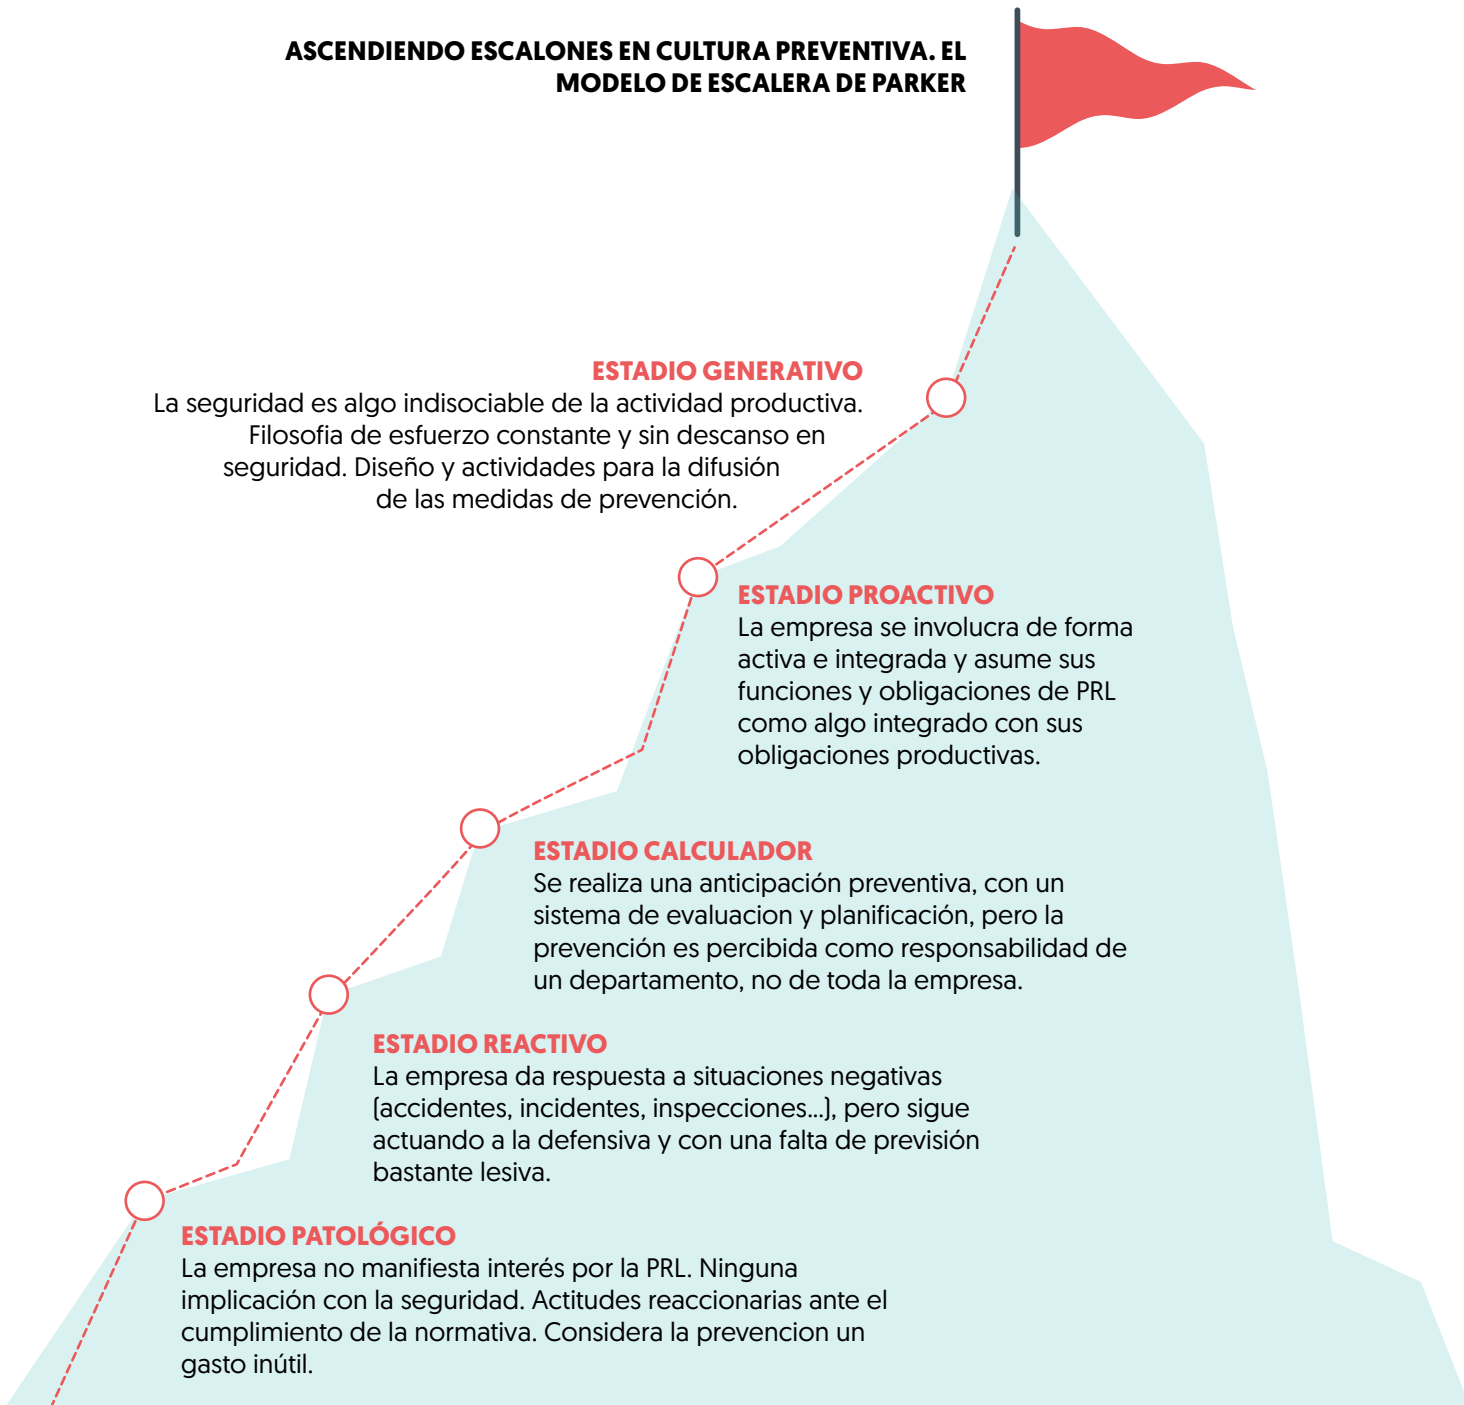 ASCENDIENDO ESCALONES EN CULTURA PREVENTIVA. EL
MODELO DE ESCALERA DE PARKER
ESTADIO GENERATIVO
La seguridad es algo indisociable de la actividad productiva.
Filosofia de esfuerzo constante y sin descanso en
seguridad. Diseño y actividades para la difusión
de las medidas de prevención.
ESTADIO PROACTIVO
La empresa se involucra de forma
activa e integrada y asume sus
funciones y obligaciones de PRL
como algo integrado con sus
obligaciones productivas.
ESTADIO CALCULADOR
Se realiza una anticipación preventiva, con un
sistema de evaluacion y planificación, pero la
prevención es percibida como responsabilidad de
un departamento, no de toda la empresa.
ESTADIO REACTIVO
La empresa da respuesta a situaciones negativas
(accidentes, incidentes, inspecciones...), pero sigue
actuando a la defensiva y con una falta de previsión
bastante lesiva.
ESTADIO PATOLÓGICO
La empresa no manifiesta interés por la PRL. Ninguna
implicación con la seguridad. Actitudes reaccionarias ante el
cumplimiento de la normativa. Considera la prevencion un
gasto inútil.